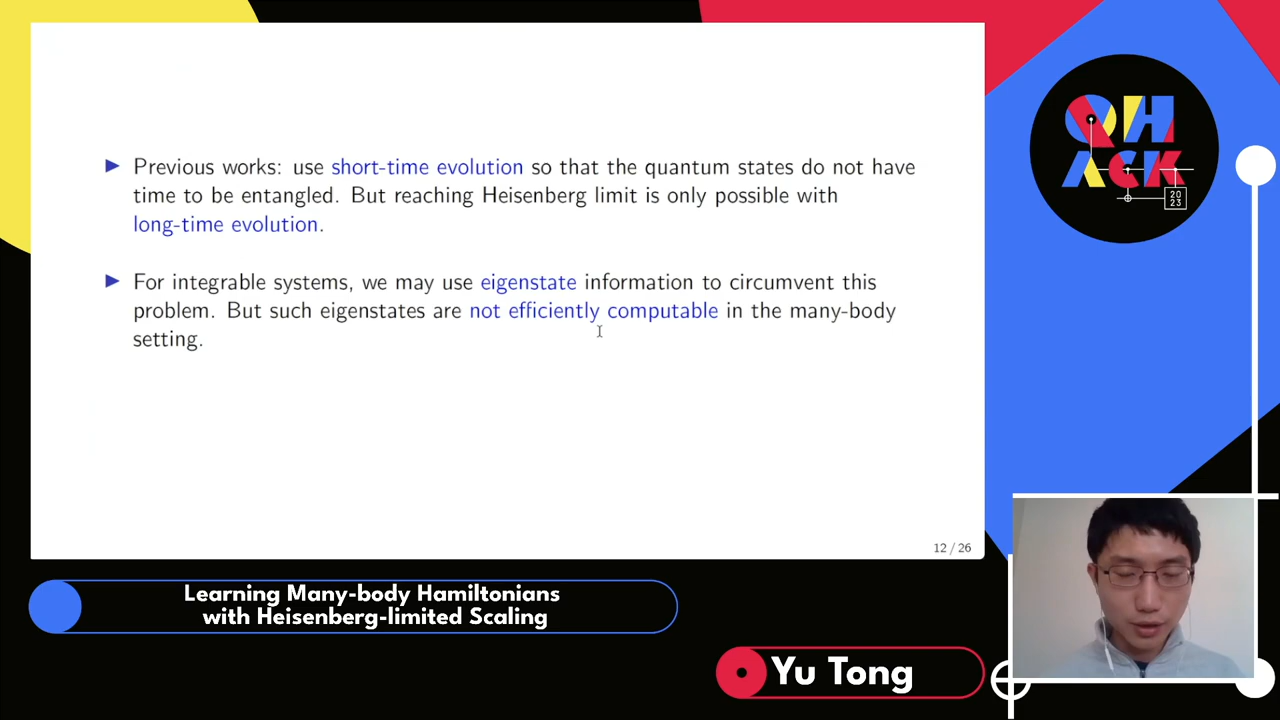 ▶ Previous works: use short-time evolution so that the quantum states do not have
time to be entangled. But reaching Heisenberg limit is only possible with
long-time evolution.
▶ For integrable systems, we may use eigenstate information to circumvent this
problem. But such eigenstates are not efficiently computable in the many-body
setting.
12 / 26
QH
ACK
20
23
Learning Many-body Hamiltonians
with Heisenberg-limited Scaling
Yu Tong